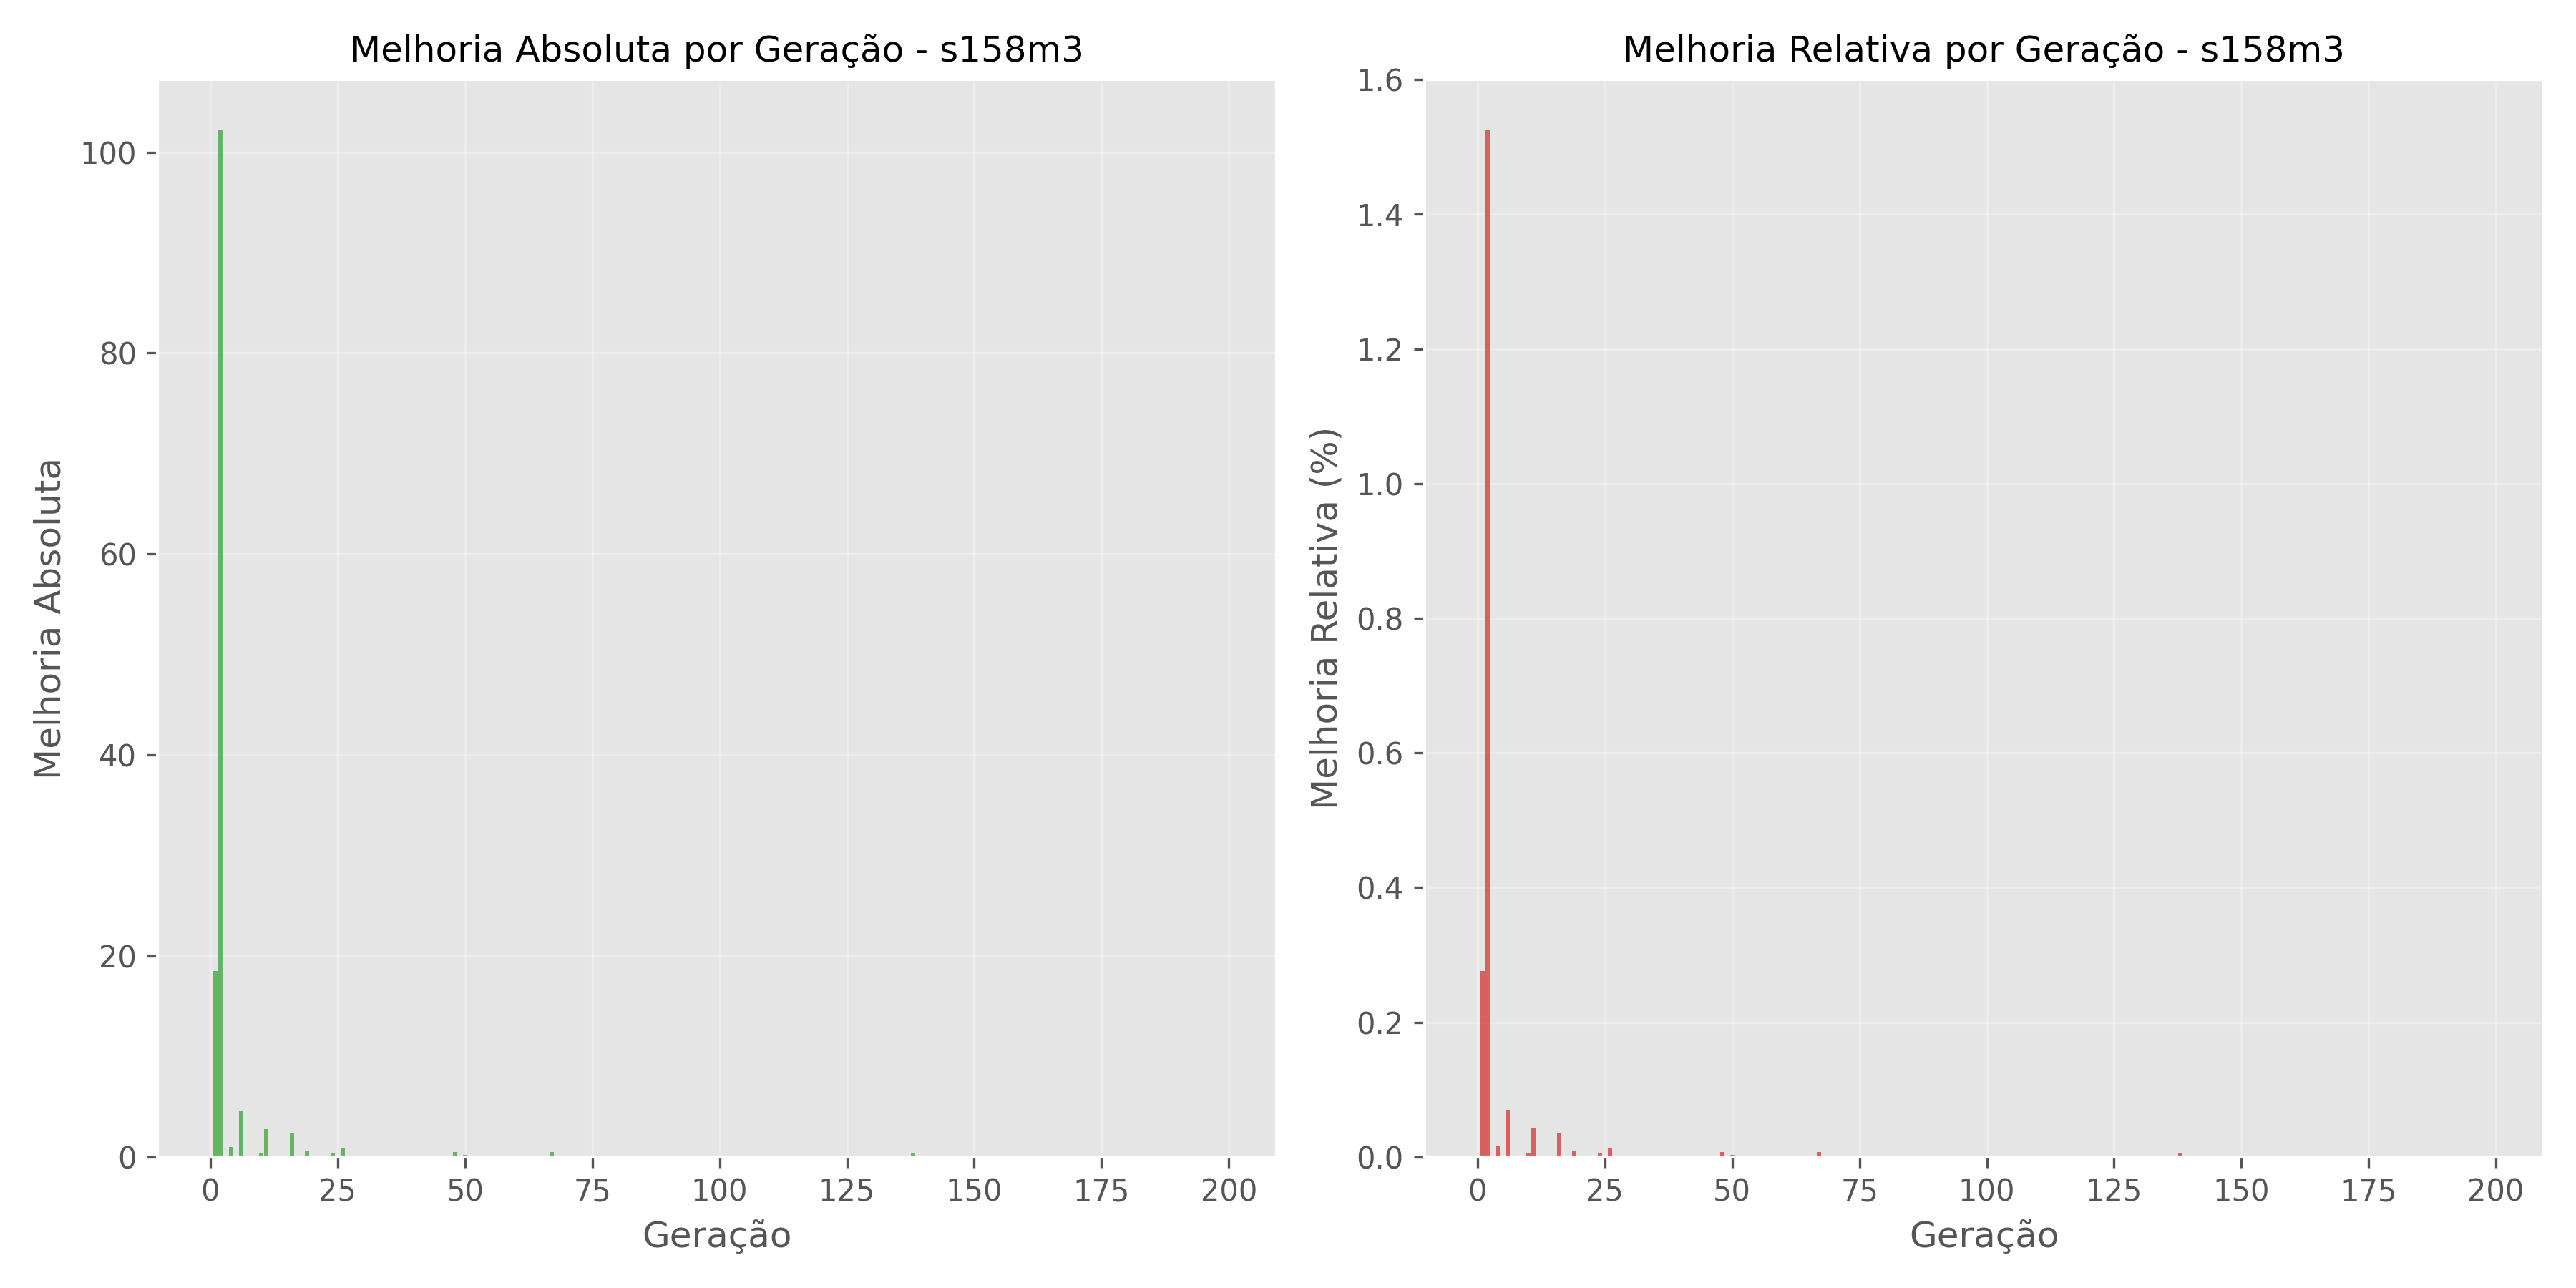 Melhoria Absoluta por Geração - s158m3
Melhoria Absoluta
100
80
60
40
20
0
0 25 50 75 100 125 150 175 200
Geração
Melhoria Relativa por Geração - s158m3
Melhoria Relativa (%)
1.6
1.4
1.2
1.0
0.8
0.6
0.4
0.2
0.0
0 25 50 75 100 125 150 175 200
Geração